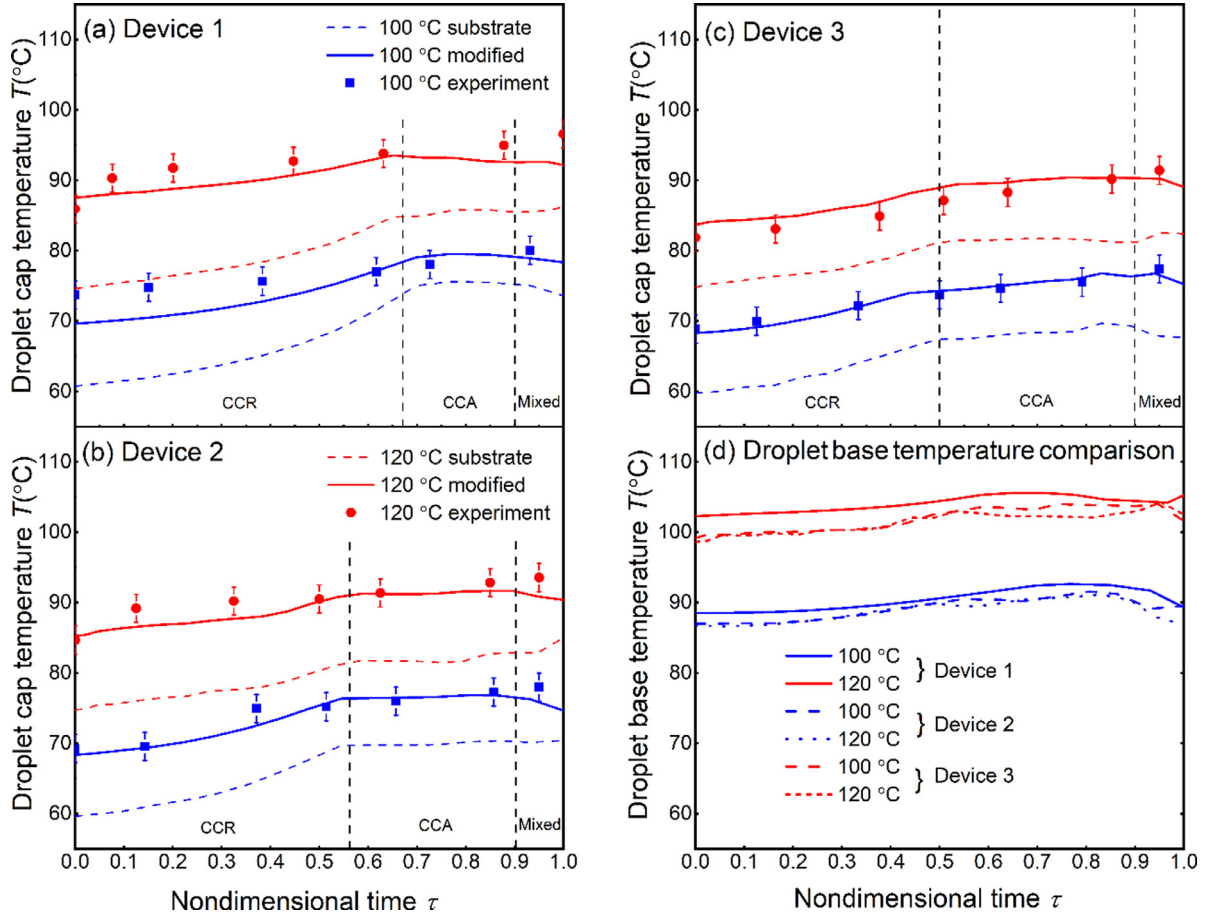 (a) Device 1
100 °C substrate
100 °C modified
100 °C experiment
Droplet cap temperature T(°C)
110
100
90
80
70
60
CCR
CCA
Mixed
(b) Device 2
120 °C substrate
120 °C modified
120 °C experiment
Droplet cap temperature T(°C)
110
100
90
80
70
60
CCR
CCA
Mixed
0.0 0.1 0.2 0.3 0.4 0.5 0.6 0.7 0.8 0.9 1.0
Nondimensional time τ
(c) Device 3
Droplet cap temperature T(°C)
110
100
90
80
70
60
CCR
CCA
Mixed
(d) Droplet base temperature comparison
Droplet base temperature T(°C)
110
100
90
80
70
60
100 °C
120 °C
} Device 1
100 °C
120 °C
} Device 2
100 °C
120 °C
} Device 3
0.0 0.1 0.2 0.3 0.4 0.5 0.6 0.7 0.8 0.9 1.0
Nondimensional time τ